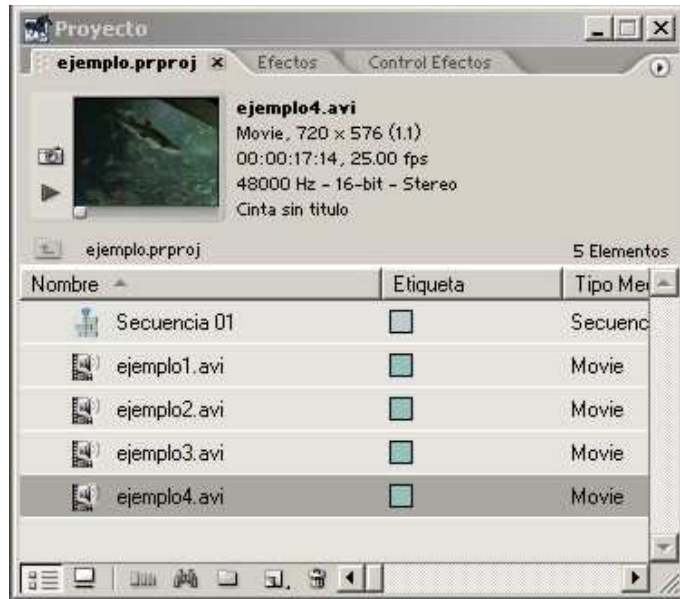 Proyecto
ejemplo.prproj Efectos Control Efectos
ejemplo4.avi
Movie, 720 x 576 (1.1)
00:00:17:14, 25.00 fps
48000 Hz - 16-bit - Stereo
Cinta sin titulo
ejemplo.prproj 5 Elementos
Nombre Etiqueta Tipo Me
Secuencia 01 Secuenc
ejemplo1.avi Movie
ejemplo2.avi Movie
ejemplo3.avi Movie
ejemplo4.avi Movie